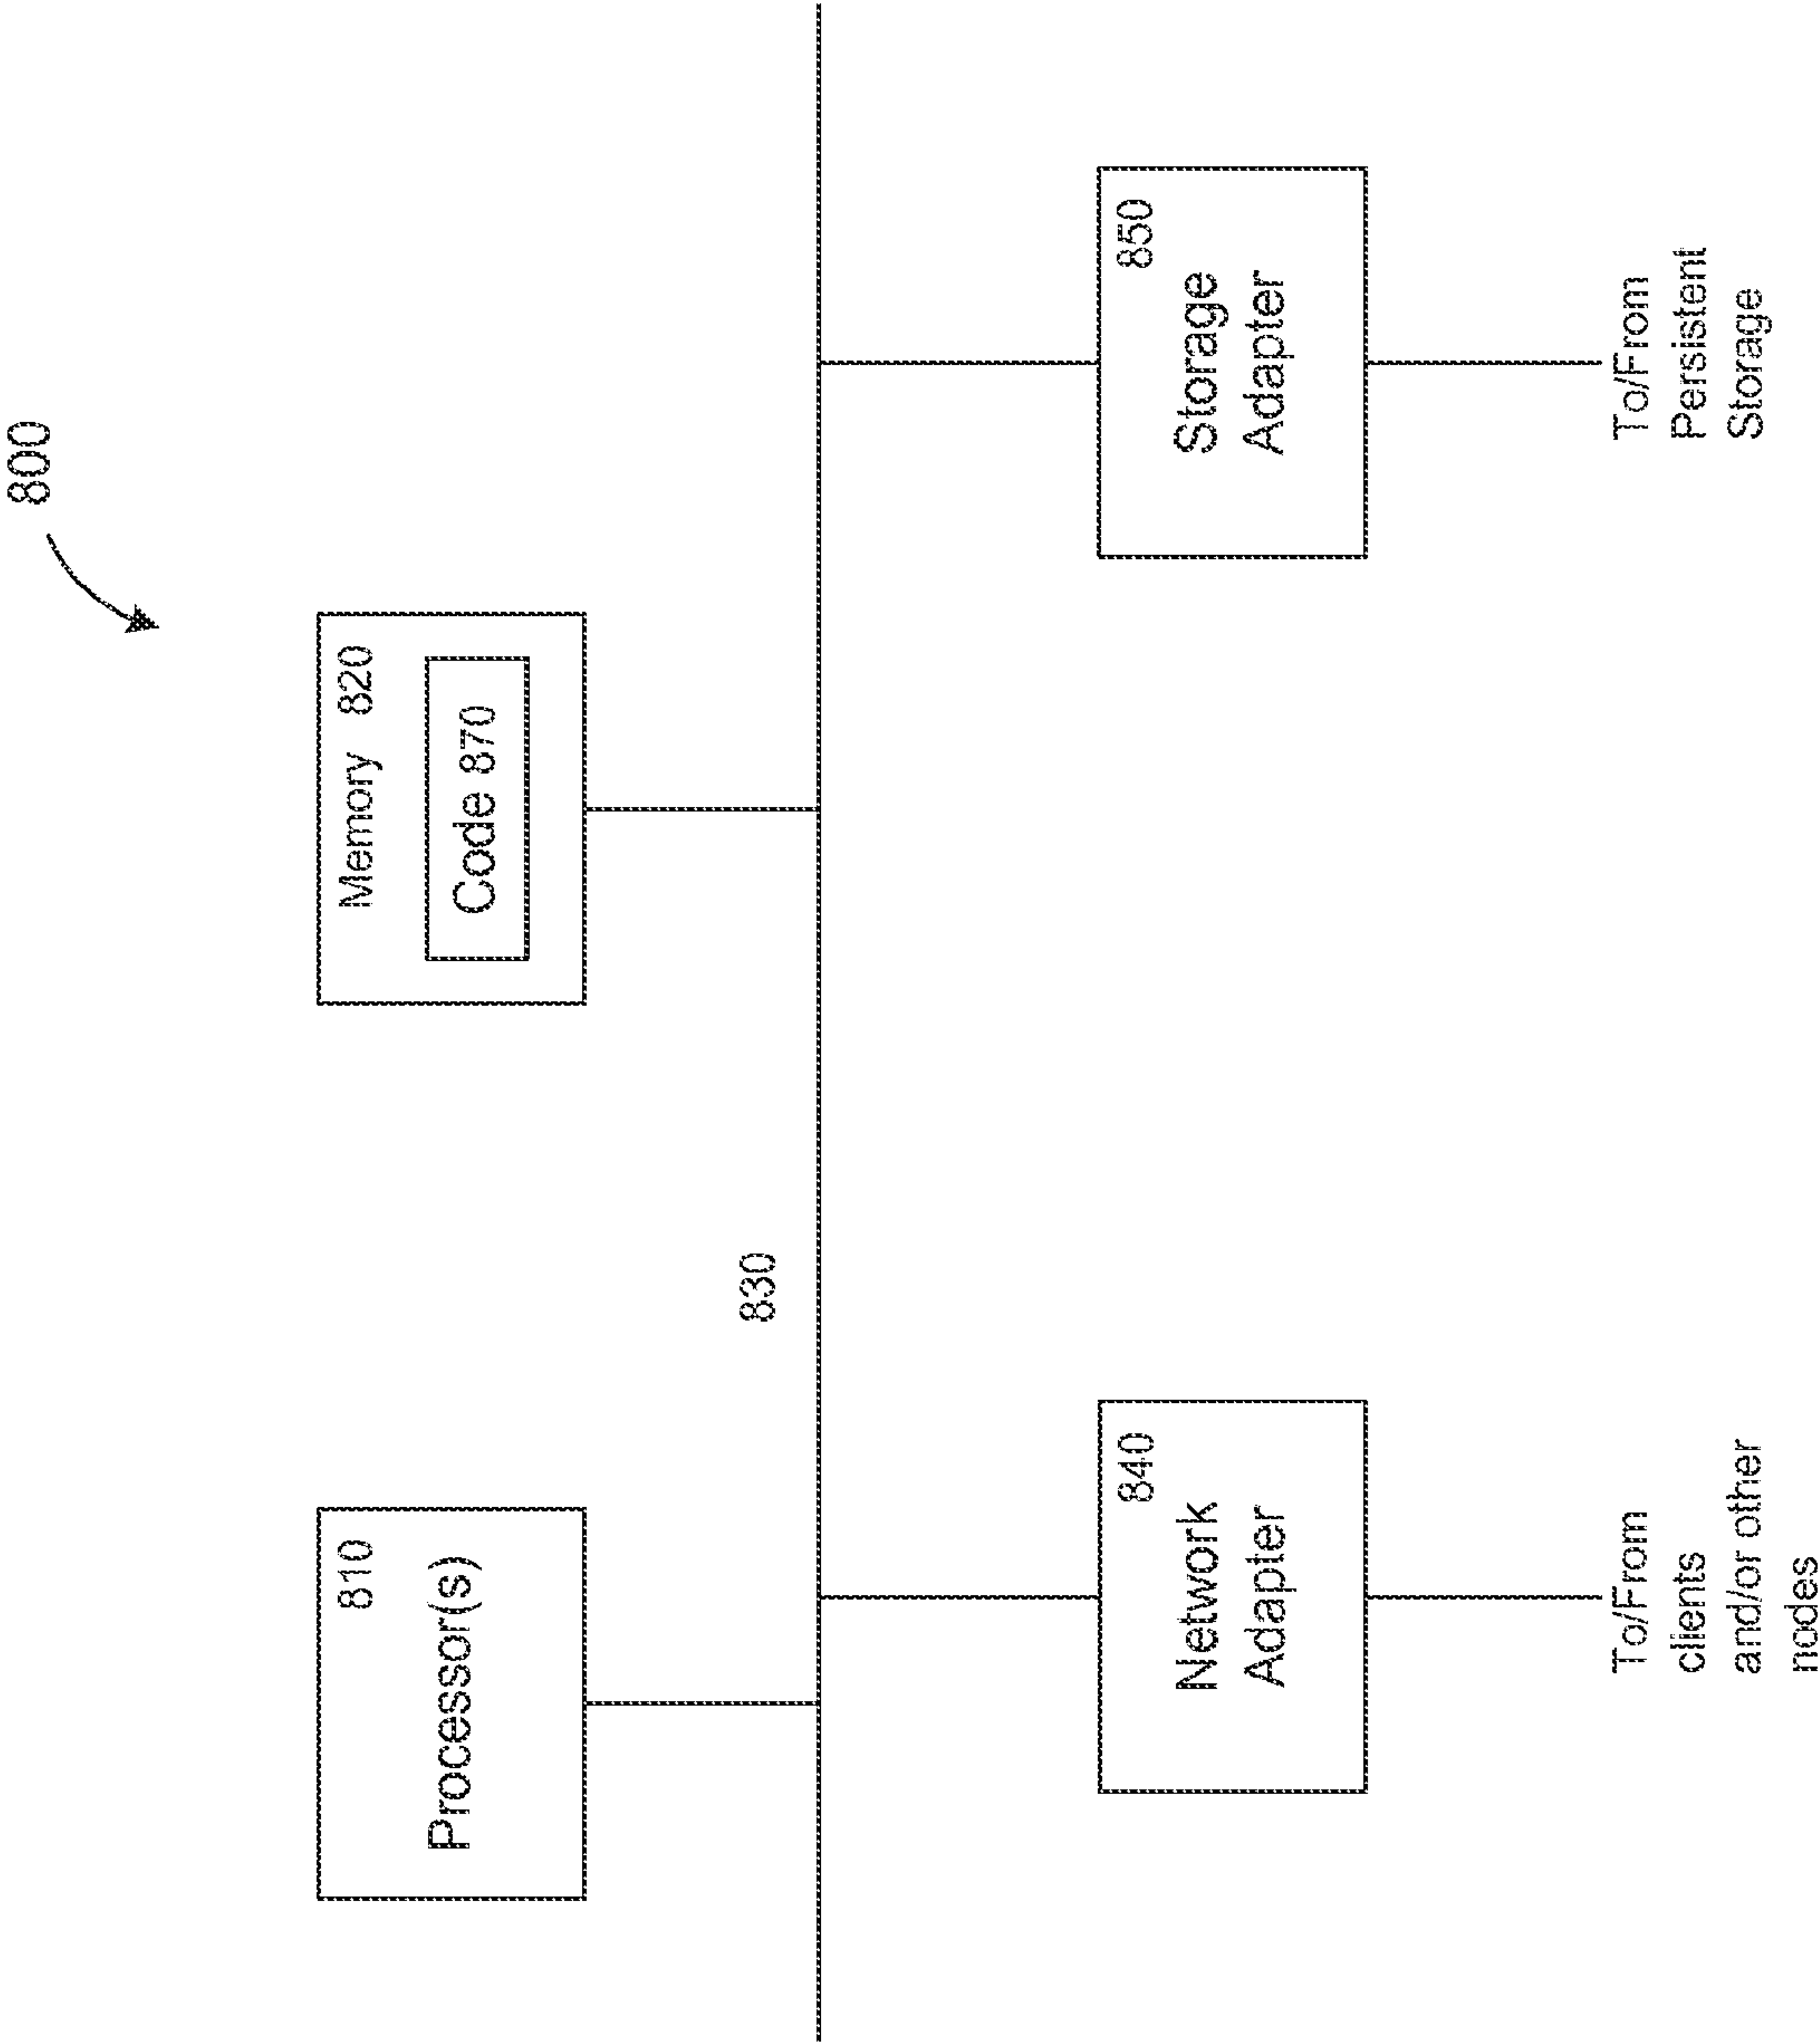 800
810
Processor(s)
Memory 820
Code 870
830
840
Network
Adapter
850
Storage
Adapter
To/From
clients
and/or other
nodes
To/From
Persistent
Storage